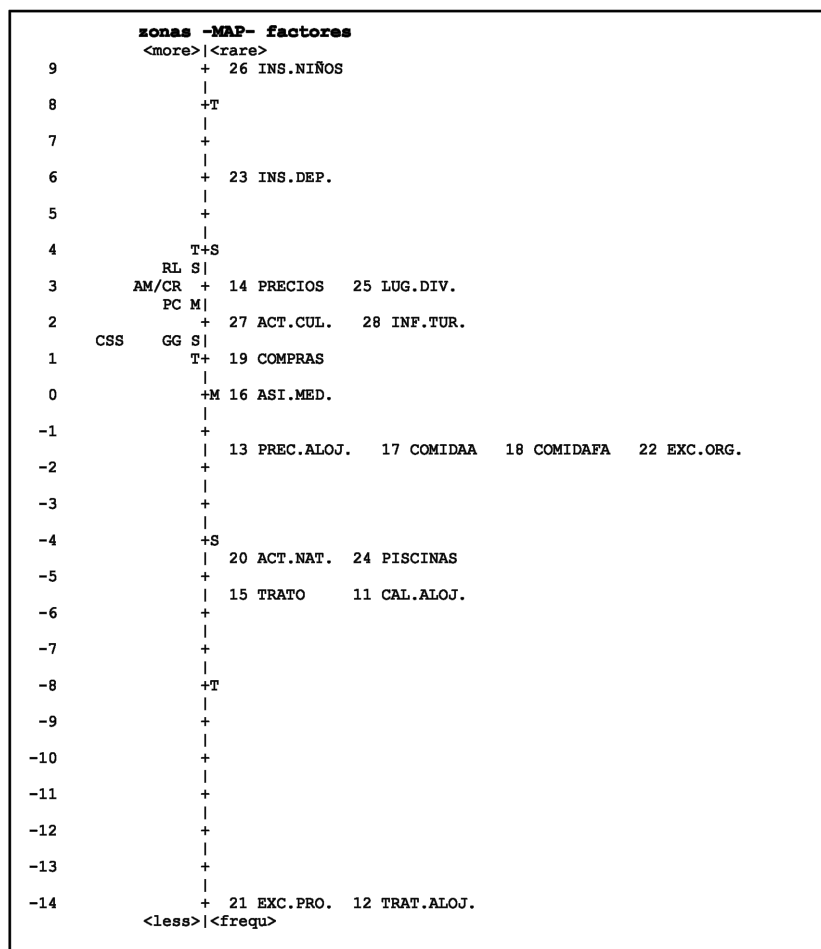 zonas -MAP- factores
<more>|<rare>
9 + 26 INS.NIÑOS
|
8 +T
|
7 +
|
6 + 23 INS.DEP.
|
5 +
|
4 T+S
RL S|
3 AM/CR + 14 PRECIOS 25 LUG.DIV.
PC M|
2 + 27 ACT.CUL. 28 INF.TUR.
CSS GG S|
1 T+ 19 COMPRAS
|
0 +M 16 ASI.MED.
|
-1 +
| 13 PREC.ALOJ. 17 COMIDAA 18 COMIDAFA 22 EXC.ORG.
-2 +
|
-3 +
|
-4 +S
| 20 ACT.NAT. 24 PISCINAS
-5 +
| 15 TRATO 11 CAL.ALOJ.
-6 +
|
-7 +
|
-8 +T
|
-9 +
|
-10 +
|
-11 +
|
-12 +
|
-13 +
|
-14 + 21 EXC.PRO. 12 TRAT.ALOJ.
<less>|<frequ>